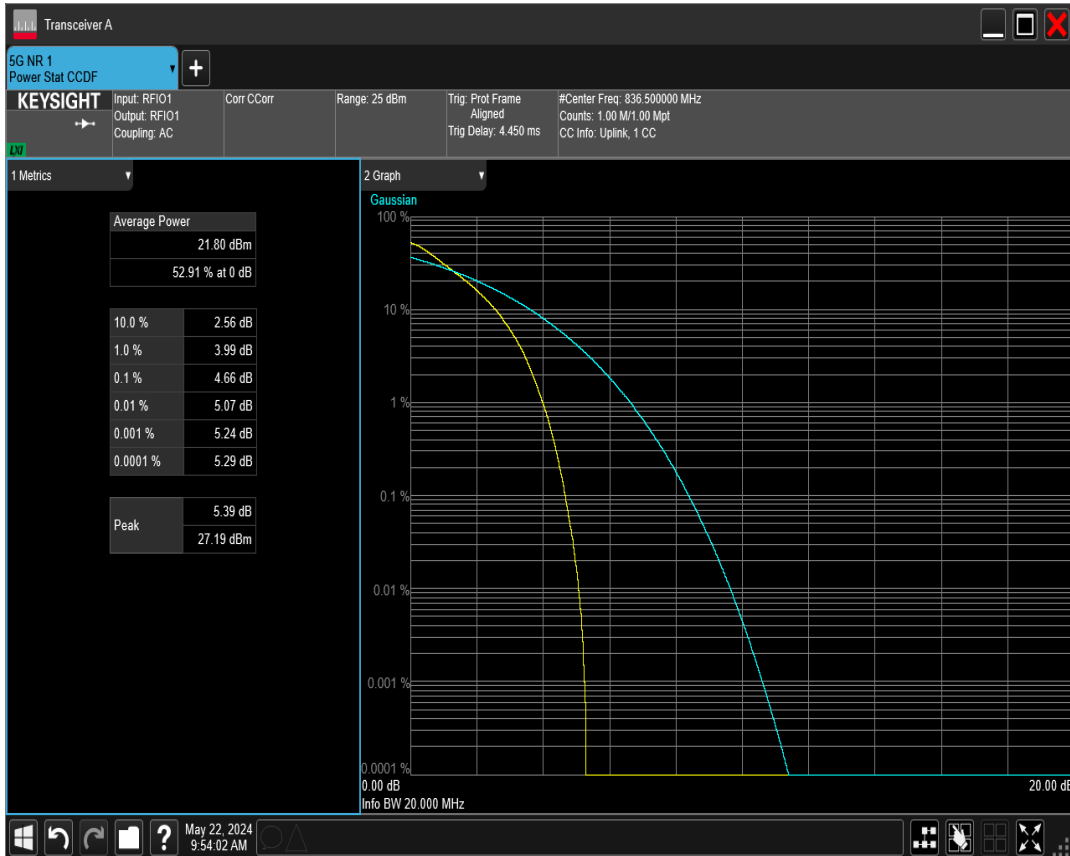 Transceiver A
5G NR 1
Power Stat CCDF
KEYSIGHT
LXI
Input: RFIO1
Output: RFIO1
Coupling: AC
Corr CCorr
Range: 25 dBm
Trig: Prot Frame
Aligned
Trig Delay: 4.450 ms
#Center Freq: 836.500000 MHz
Counts: 1.00 M/1.00 Mpt
CC Info: Uplink, 1 CC
1 Metrics
Average Power
21.80 dBm
52.91 % at 0 dB
10.0 % 2.56 dB
1.0 % 3.99 dB
0.1 % 4.66 dB
0.01 % 5.07 dB
0.001 % 5.24 dB
0.0001 % 5.29 dB
Peak
5.39 dB
27.19 dBm
2 Graph
Gaussian
100 %
10 %
1 %
0.1 %
0.01 %
0.001 %
0.0001 %
0.00 dB 20.00 dB
Info BW 20.000 MHz
?
May 22, 2024
9:54:02 AM